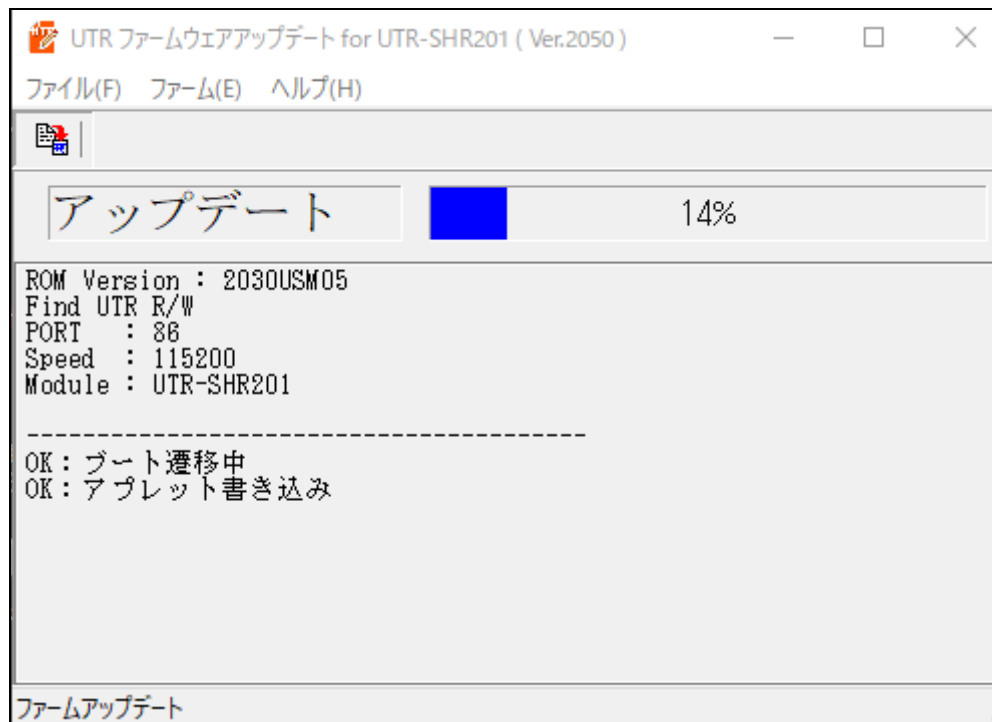 UTR ファームウェアアップデート for UTR-SHR201 ( Ver.2050 )
ファイル(F) ファーム(E) ヘルプ(H)
アップデート 14%
ROM Version : 2030USM05
Find UTR R/W
PORT : 86
Speed : 115200
Module : UTR-SHR201
----------------------------------------
OK：ブート遷移中
OK：アプレット書き込み
ファームアップデート